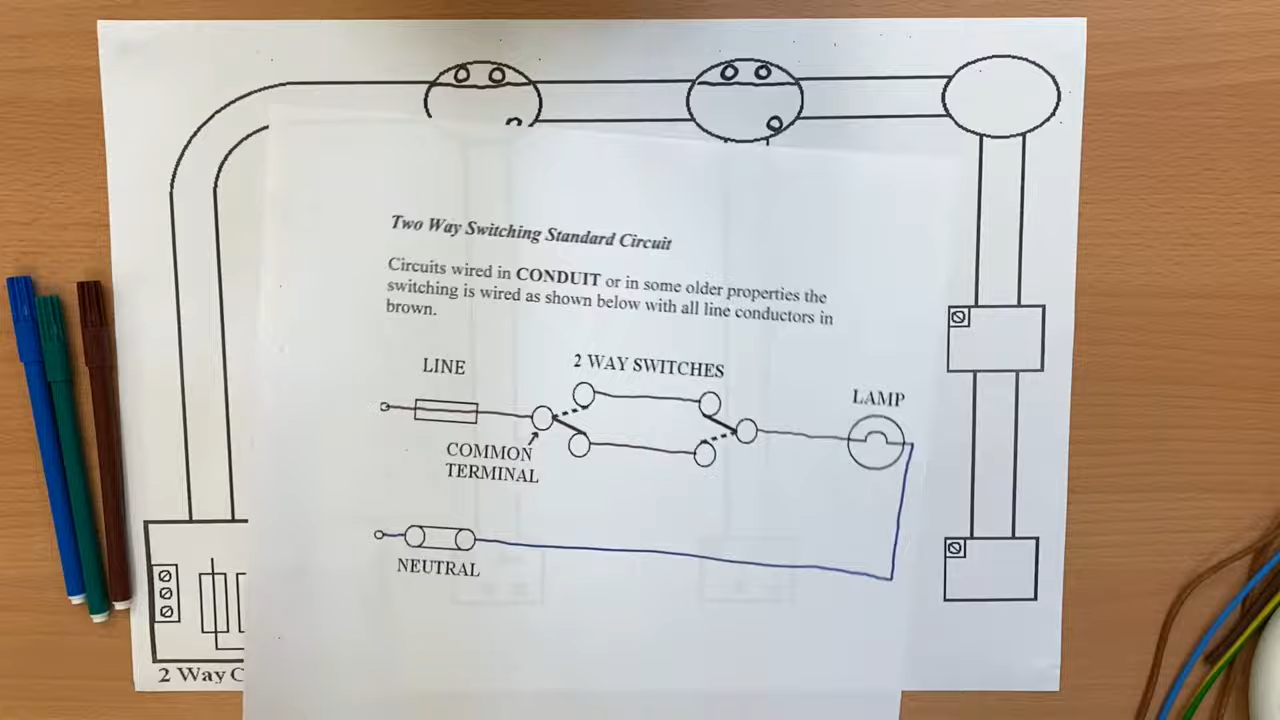 Two Way Switching Standard Circuit
Circuits wired in CONDUIT or in some older properties the
switching is wired as shown below with all line conductors in
brown.
LINE
2 WAY SWITCHES
LAMP
COMMON
TERMINAL
NEUTRAL
2 Way C